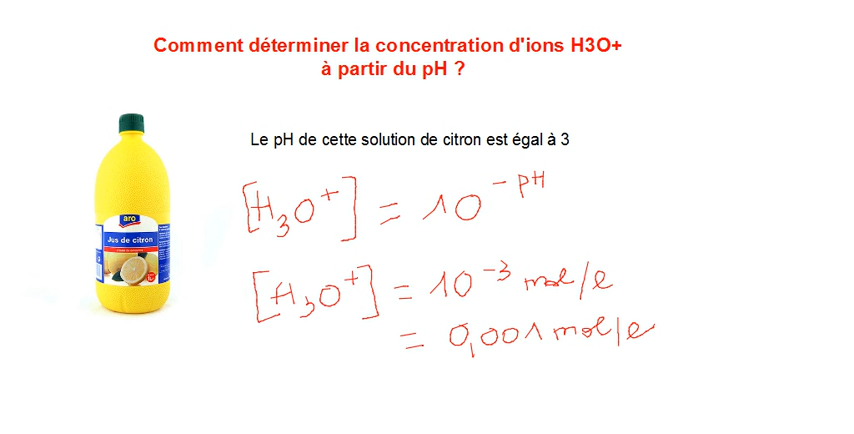 Comment déterminer la concentration d'ions H3O+
à partir du pH ?
Le pH de cette solution de citron est égal à 3
[H₃O⁺] = 10⁻ᵖᴴ
[H₃O⁺] = 10⁻³ mol/l
= 0,001 mol/l
aro
Jus de citron